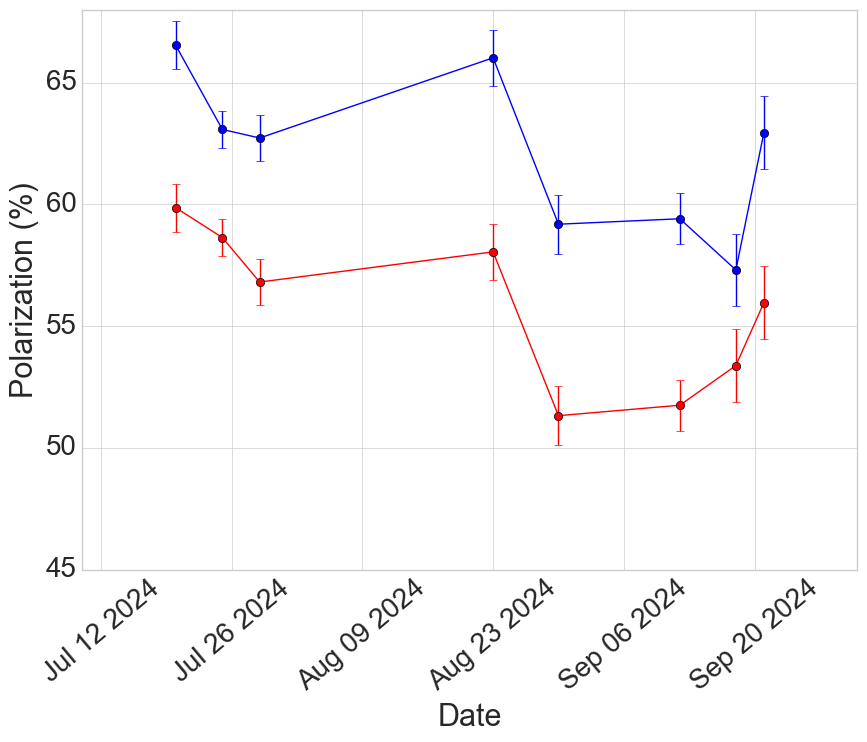 Polarization (%)
65
60
55
50
45
Jul 12 2024
Jul 26 2024
Aug 09 2024
Aug 23 2024
Sep 06 2024
Sep 20 2024
Date